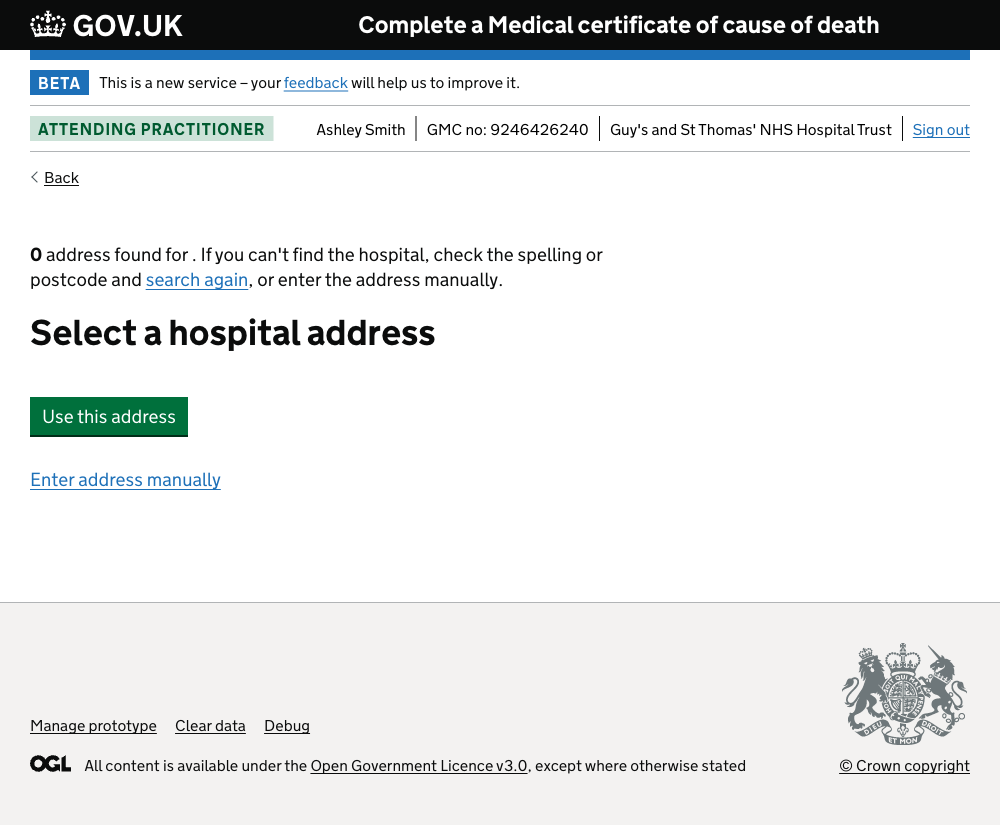 GOV.UK
Complete a Medical certificate of cause of death
BETA
This is a new service – your feedback will help us to improve it.
ATTENDING PRACTITIONER
Ashley Smith
GMC no: 9246426240
Guy's and St Thomas' NHS Hospital Trust
Sign out
Back
0 address found for . If you can't find the hospital, check the spelling or
postcode and search again, or enter the address manually.
Select a hospital address
Use this address
Enter address manually
Manage prototype
Clear data
Debug
OGL
All content is available under the Open Government Licence v3.0, except where otherwise stated
DIEU
ET MON
DROIT
© Crown copyright